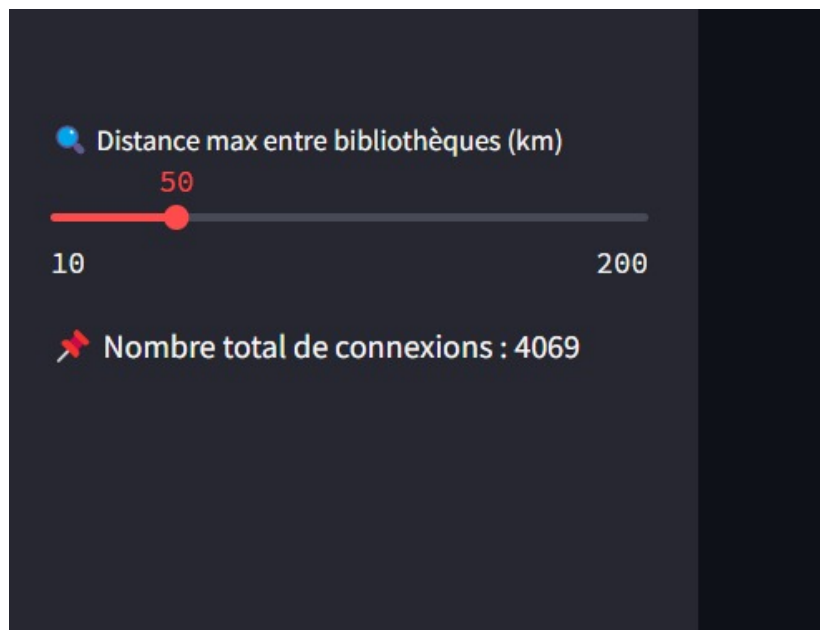 🔍 Distance max entre bibliothèques (km)
50
10 200
📌 Nombre total de connexions : 4069